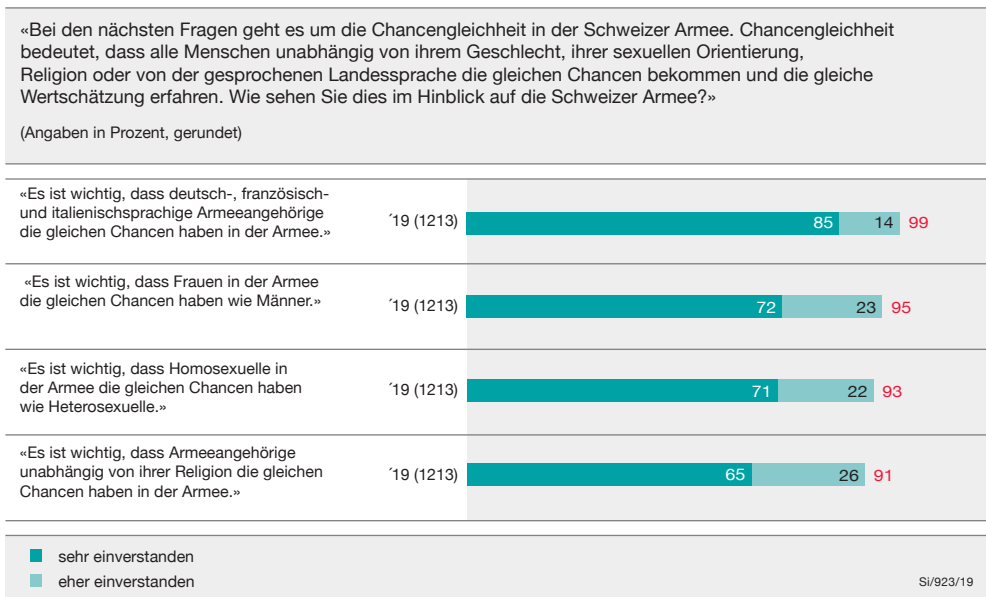 «Bei den nächsten Fragen geht es um die Chancengleichheit in der Schweizer Armee. Chancengleichheit
bedeutet, dass alle Menschen unabhängig von ihrem Geschlecht, ihrer sexuellen Orientierung,
Religion oder von der gesprochenen Landessprache die gleichen Chancen bekommen und die gleiche
Wertschätzung erfahren. Wie sehen Sie dies im Hinblick auf die Schweizer Armee?»
(Angaben in Prozent, gerundet)
«Es ist wichtig, dass deutsch-, französisch-
und italienischsprachige Armeeangehörige
die gleichen Chancen haben in der Armee.»
´19 (1213) 85 14 99
«Es ist wichtig, dass Frauen in der Armee
die gleichen Chancen haben wie Männer.»
´19 (1213) 72 23 95
«Es ist wichtig, dass Homosexuelle in
der Armee die gleichen Chancen haben
wie Heterosexuelle.»
´19 (1213) 71 22 93
«Es ist wichtig, dass Armeeangehörige
unabhängig von ihrer Religion die gleichen
Chancen haben in der Armee.»
´19 (1213) 65 26 91
sehr einverstanden
eher einverstanden
Si/923/19